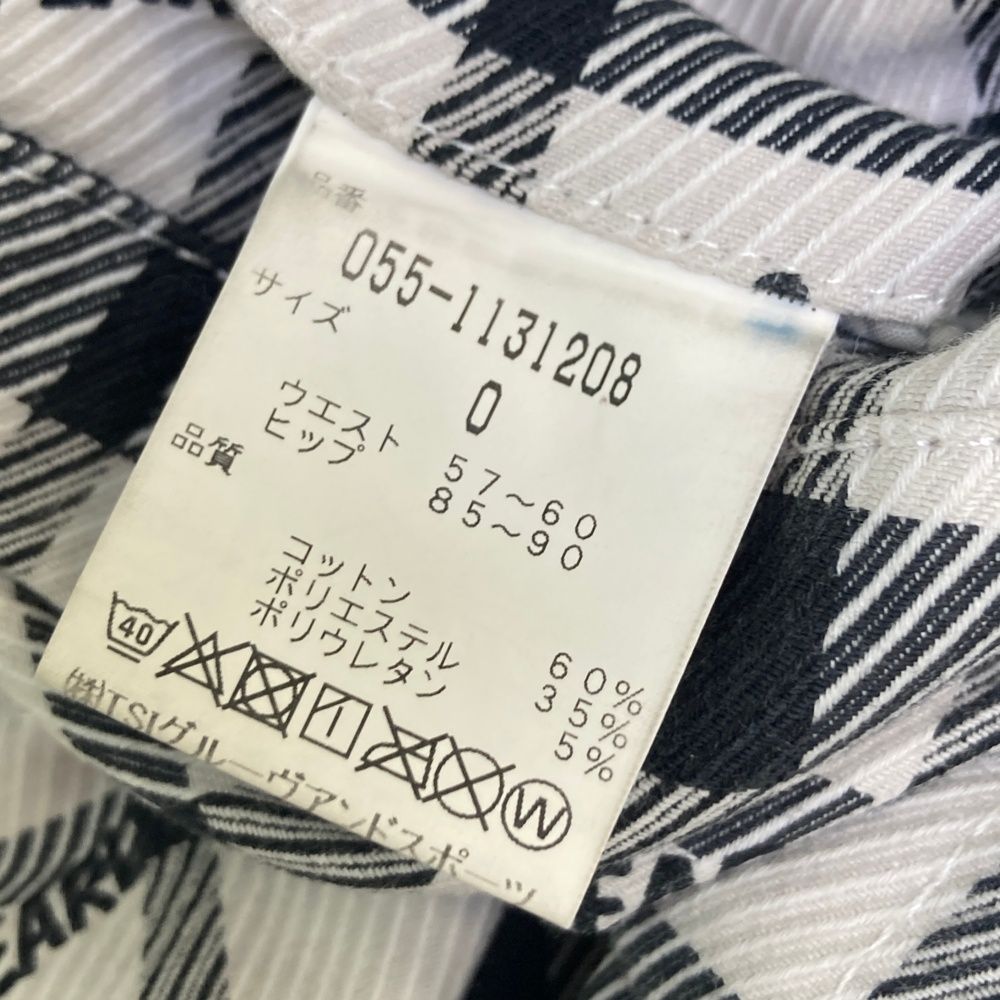 品番
055-1131208
サイズ
0
ウエスト 57~60
ヒップ 85~90
品質
コットン 60%
ポリエステル 35%
ポリウレタン 5%
40
W
㈱TSIグルーヴアンドスポーツ